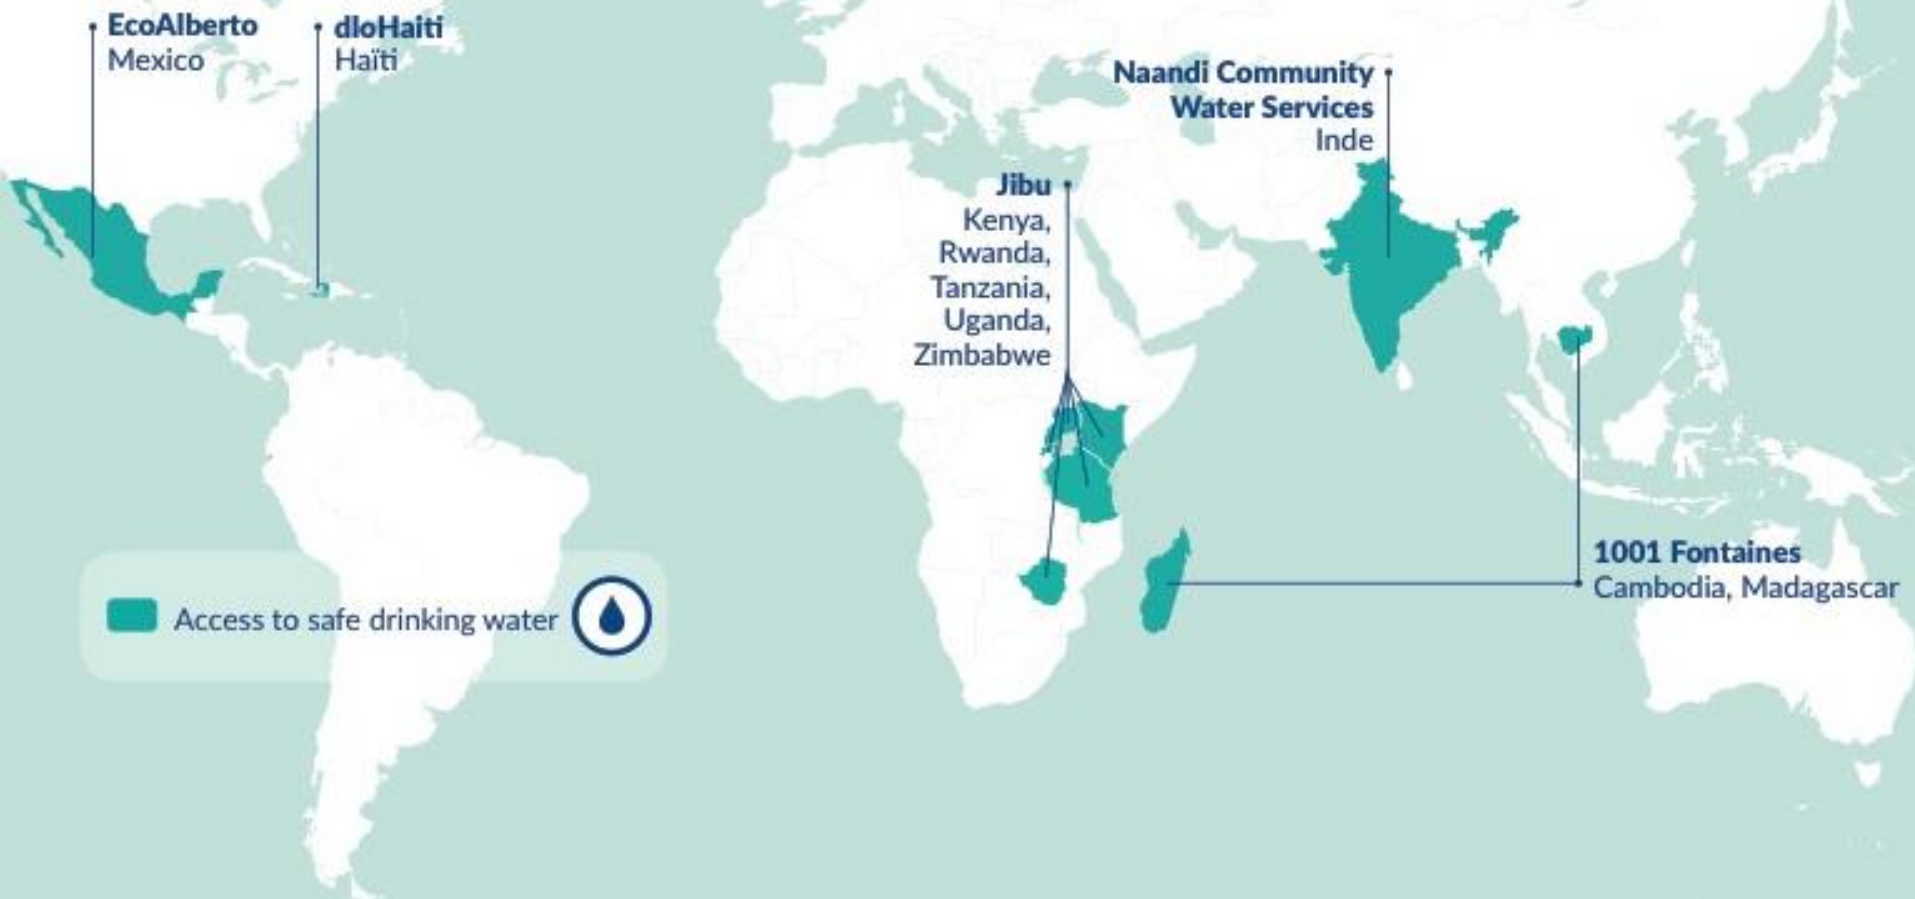 EcoAlberto
Mexico
dloHaiti
Haïti
Naandi Community
Water Services
Inde
Jibu
Kenya,
Rwanda,
Tanzania,
Uganda,
Zimbabwe
1001 Fontaines
Cambodia, Madagascar
Access to safe drinking water